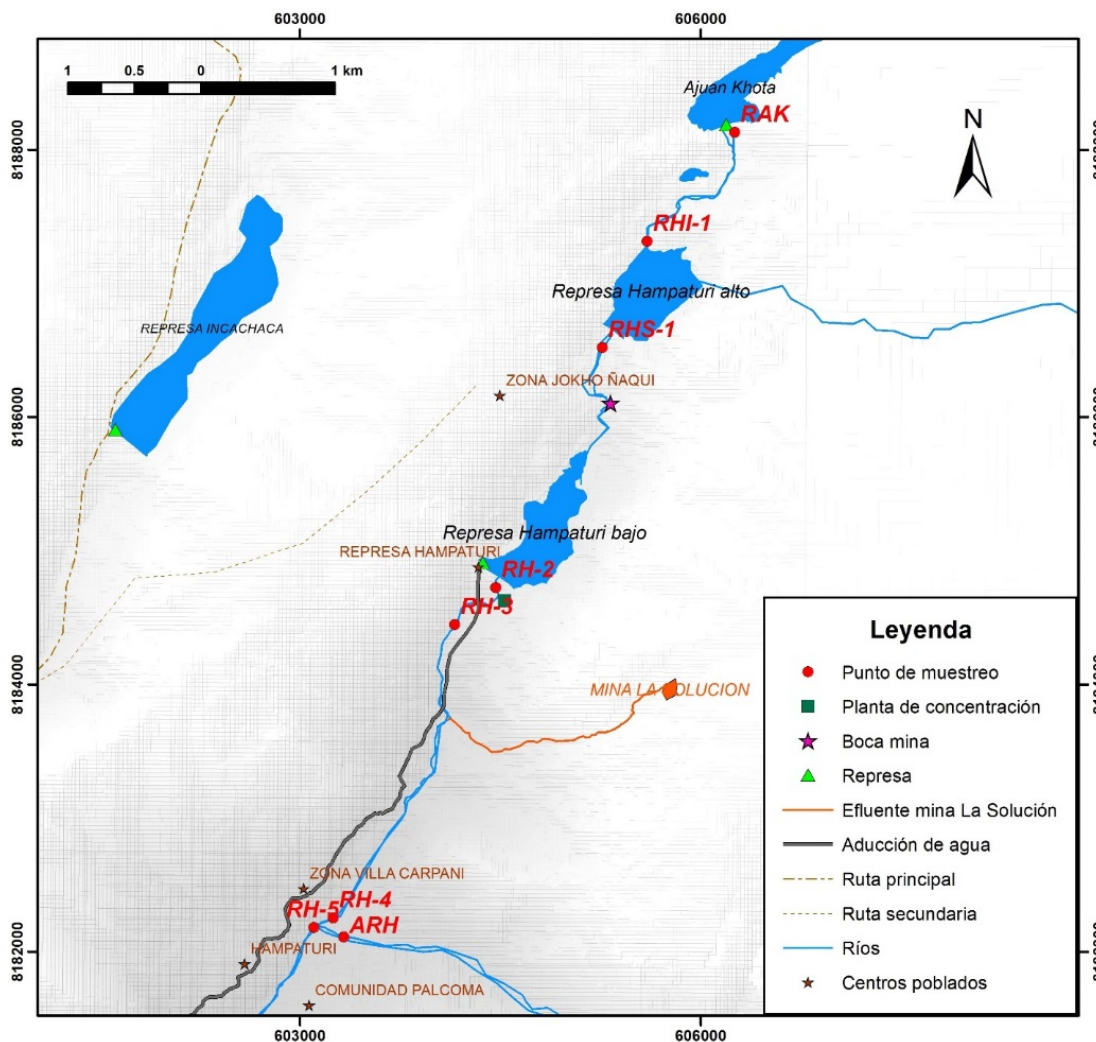 603000
606000
1
0.5
0
1 km
Ajuan Khota
RAK
N
8188000
8188000
RHI-1
Represa Hampaturi alto
REPRESA INCACHACA
RHS-1
ZONA JOKHO ÑAQUI
8186000
8186000
Represa Hampaturi bajo
REPRESA HAMPATURI
RH-2
RH-3
8184000
8184000
MINA LA SOLUCION
Leyenda
Punto de muestreo
Planta de concentración
Boca mina
Represa
Efluente mina La Solución
Aducción de agua
Ruta principal
Ruta secundaria
Ríos
Centros poblados
ZONA VILLA CARPANI
RH-5
RH-4
ARH
HAMPATURI
8182000
8182000
COMUNIDAD PALCOMA
603000
606000